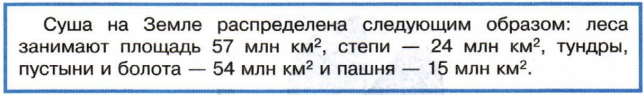 Суша на Земле распределена следующим образом: леса
занимают площадь 57 млн км², степи — 24 млн км², тундры,
пустыни и болота — 54 млн км² и пашня — 15 млн км².